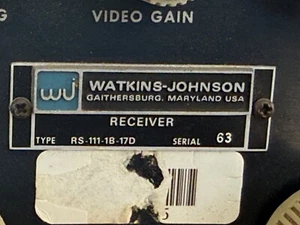 G VIDEO GAIN
wj WATKINS-JOHNSON
GAITHERSBURG, MARYLAND USA
RECEIVER
TYPE RS-111-1B-17D SERIAL 63